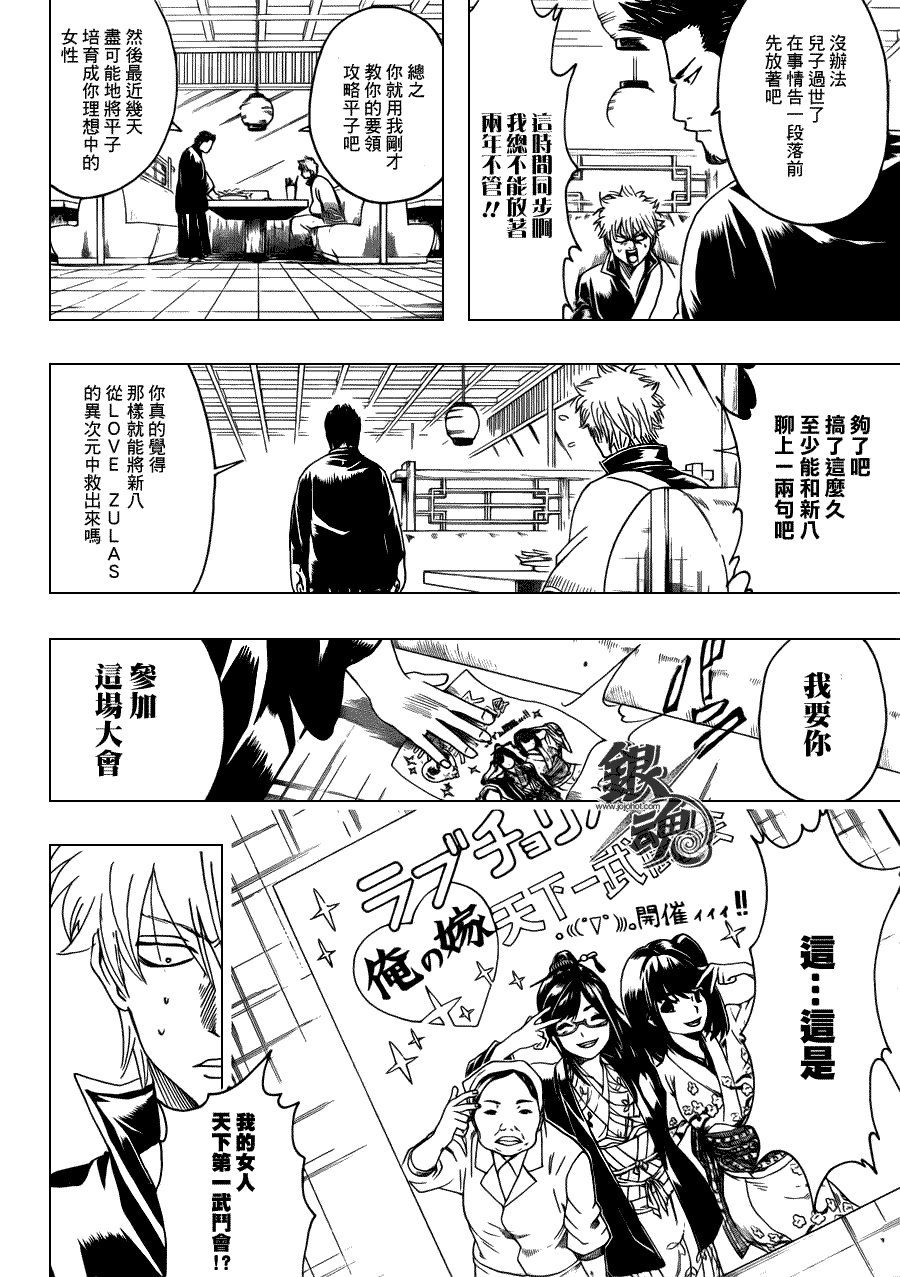 沒辦法
兒子過世了
在事情告一段落前
先放著吧
這時間同步啊
我總不能放著
兩年不管!!
總之
你就用我剛才
教你的要領
攻略平子吧
然後最近幾天
盡可能地將平子
培育成你理想中的
女性
夠了吧
搞了這麼久
至少能和新八
聊上一兩句吧
你真的覺得
那樣就能將新八
從LOVE ZULAS
的異次元中救出來嗎
我要你
參加
這場大會
銀魂
www.jojohot.com
ラブチョリス
俺の嫁
天下一武
開催ィィィ!!
這…這是
我的女人
天下第一武鬥會!?